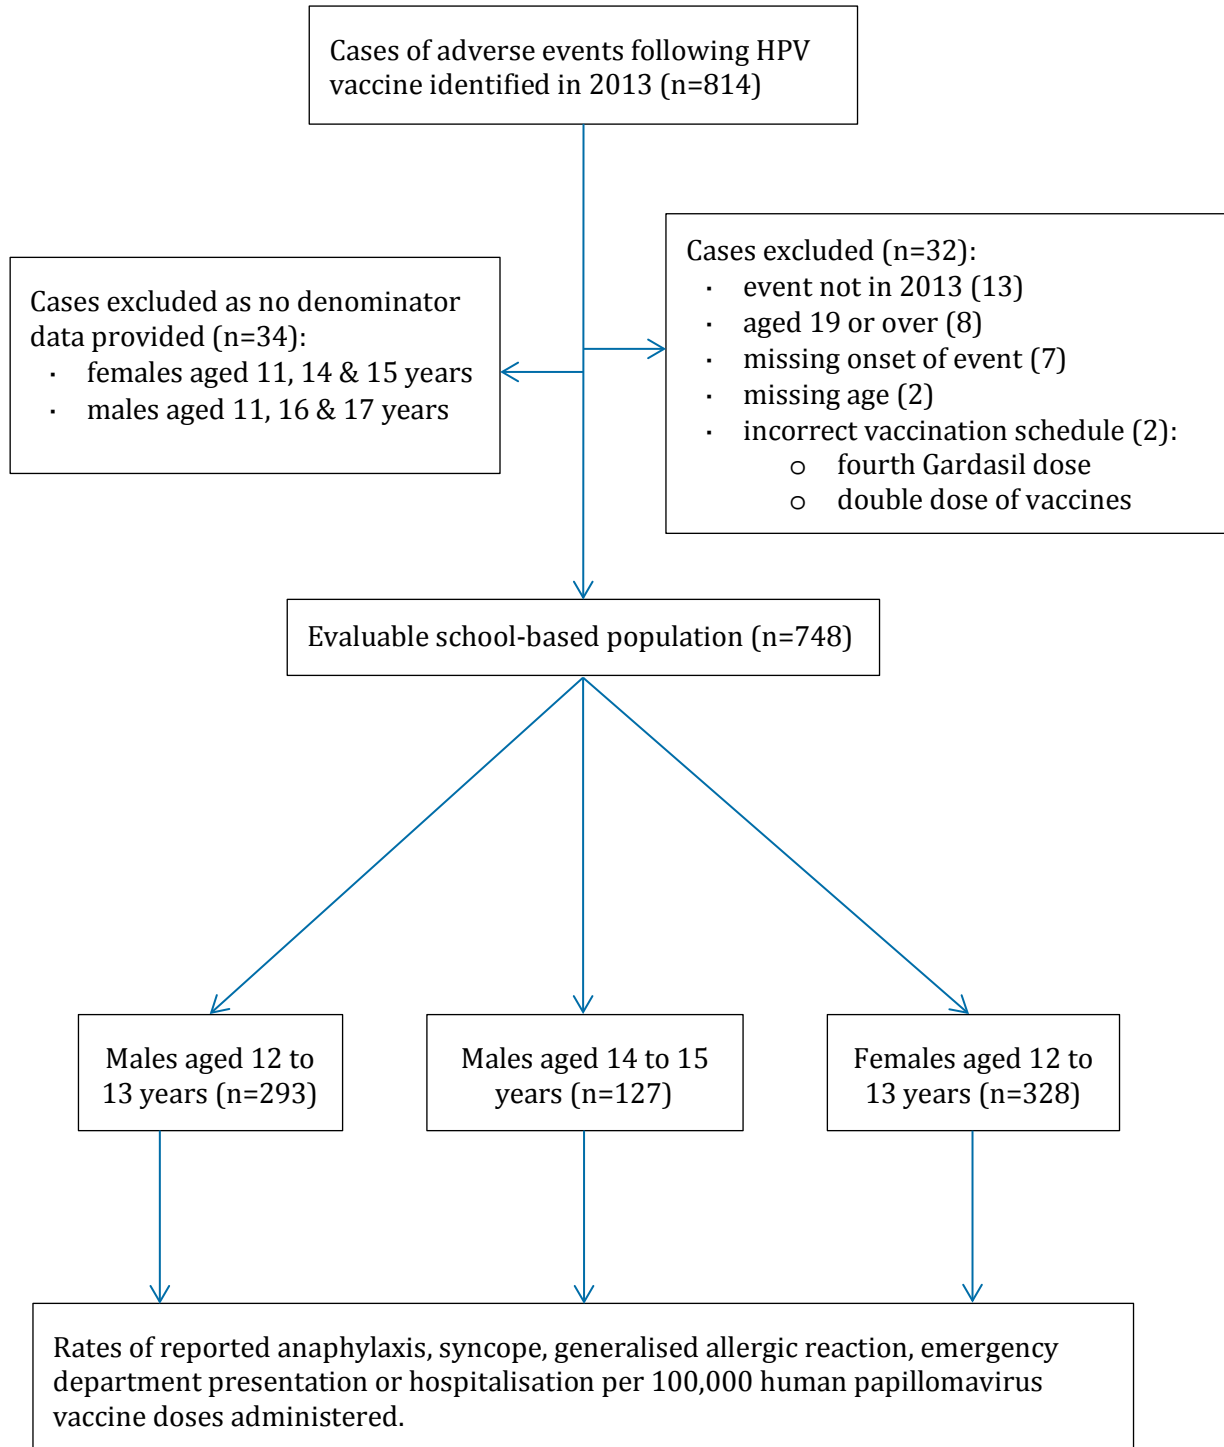 Cases of adverse events following HPV
vaccine identified in 2013 (n=814)
Cases excluded as no denominator
data provided (n=34):
· females aged 11, 14 & 15 years
· males aged 11, 16 & 17 years
Cases excluded (n=32):
· event not in 2013 (13)
· aged 19 or over (8)
· missing onset of event (7)
· missing age (2)
· incorrect vaccination schedule (2):
o fourth Gardasil dose
o double dose of vaccines
Evaluable school-based population (n=748)
Males aged 12 to
13 years (n=293)
Males aged 14 to 15
years (n=127)
Females aged 12 to
13 years (n=328)
Rates of reported anaphylaxis, syncope, generalised allergic reaction, emergency
department presentation or hospitalisation per 100,000 human papillomavirus
vaccine doses administered.